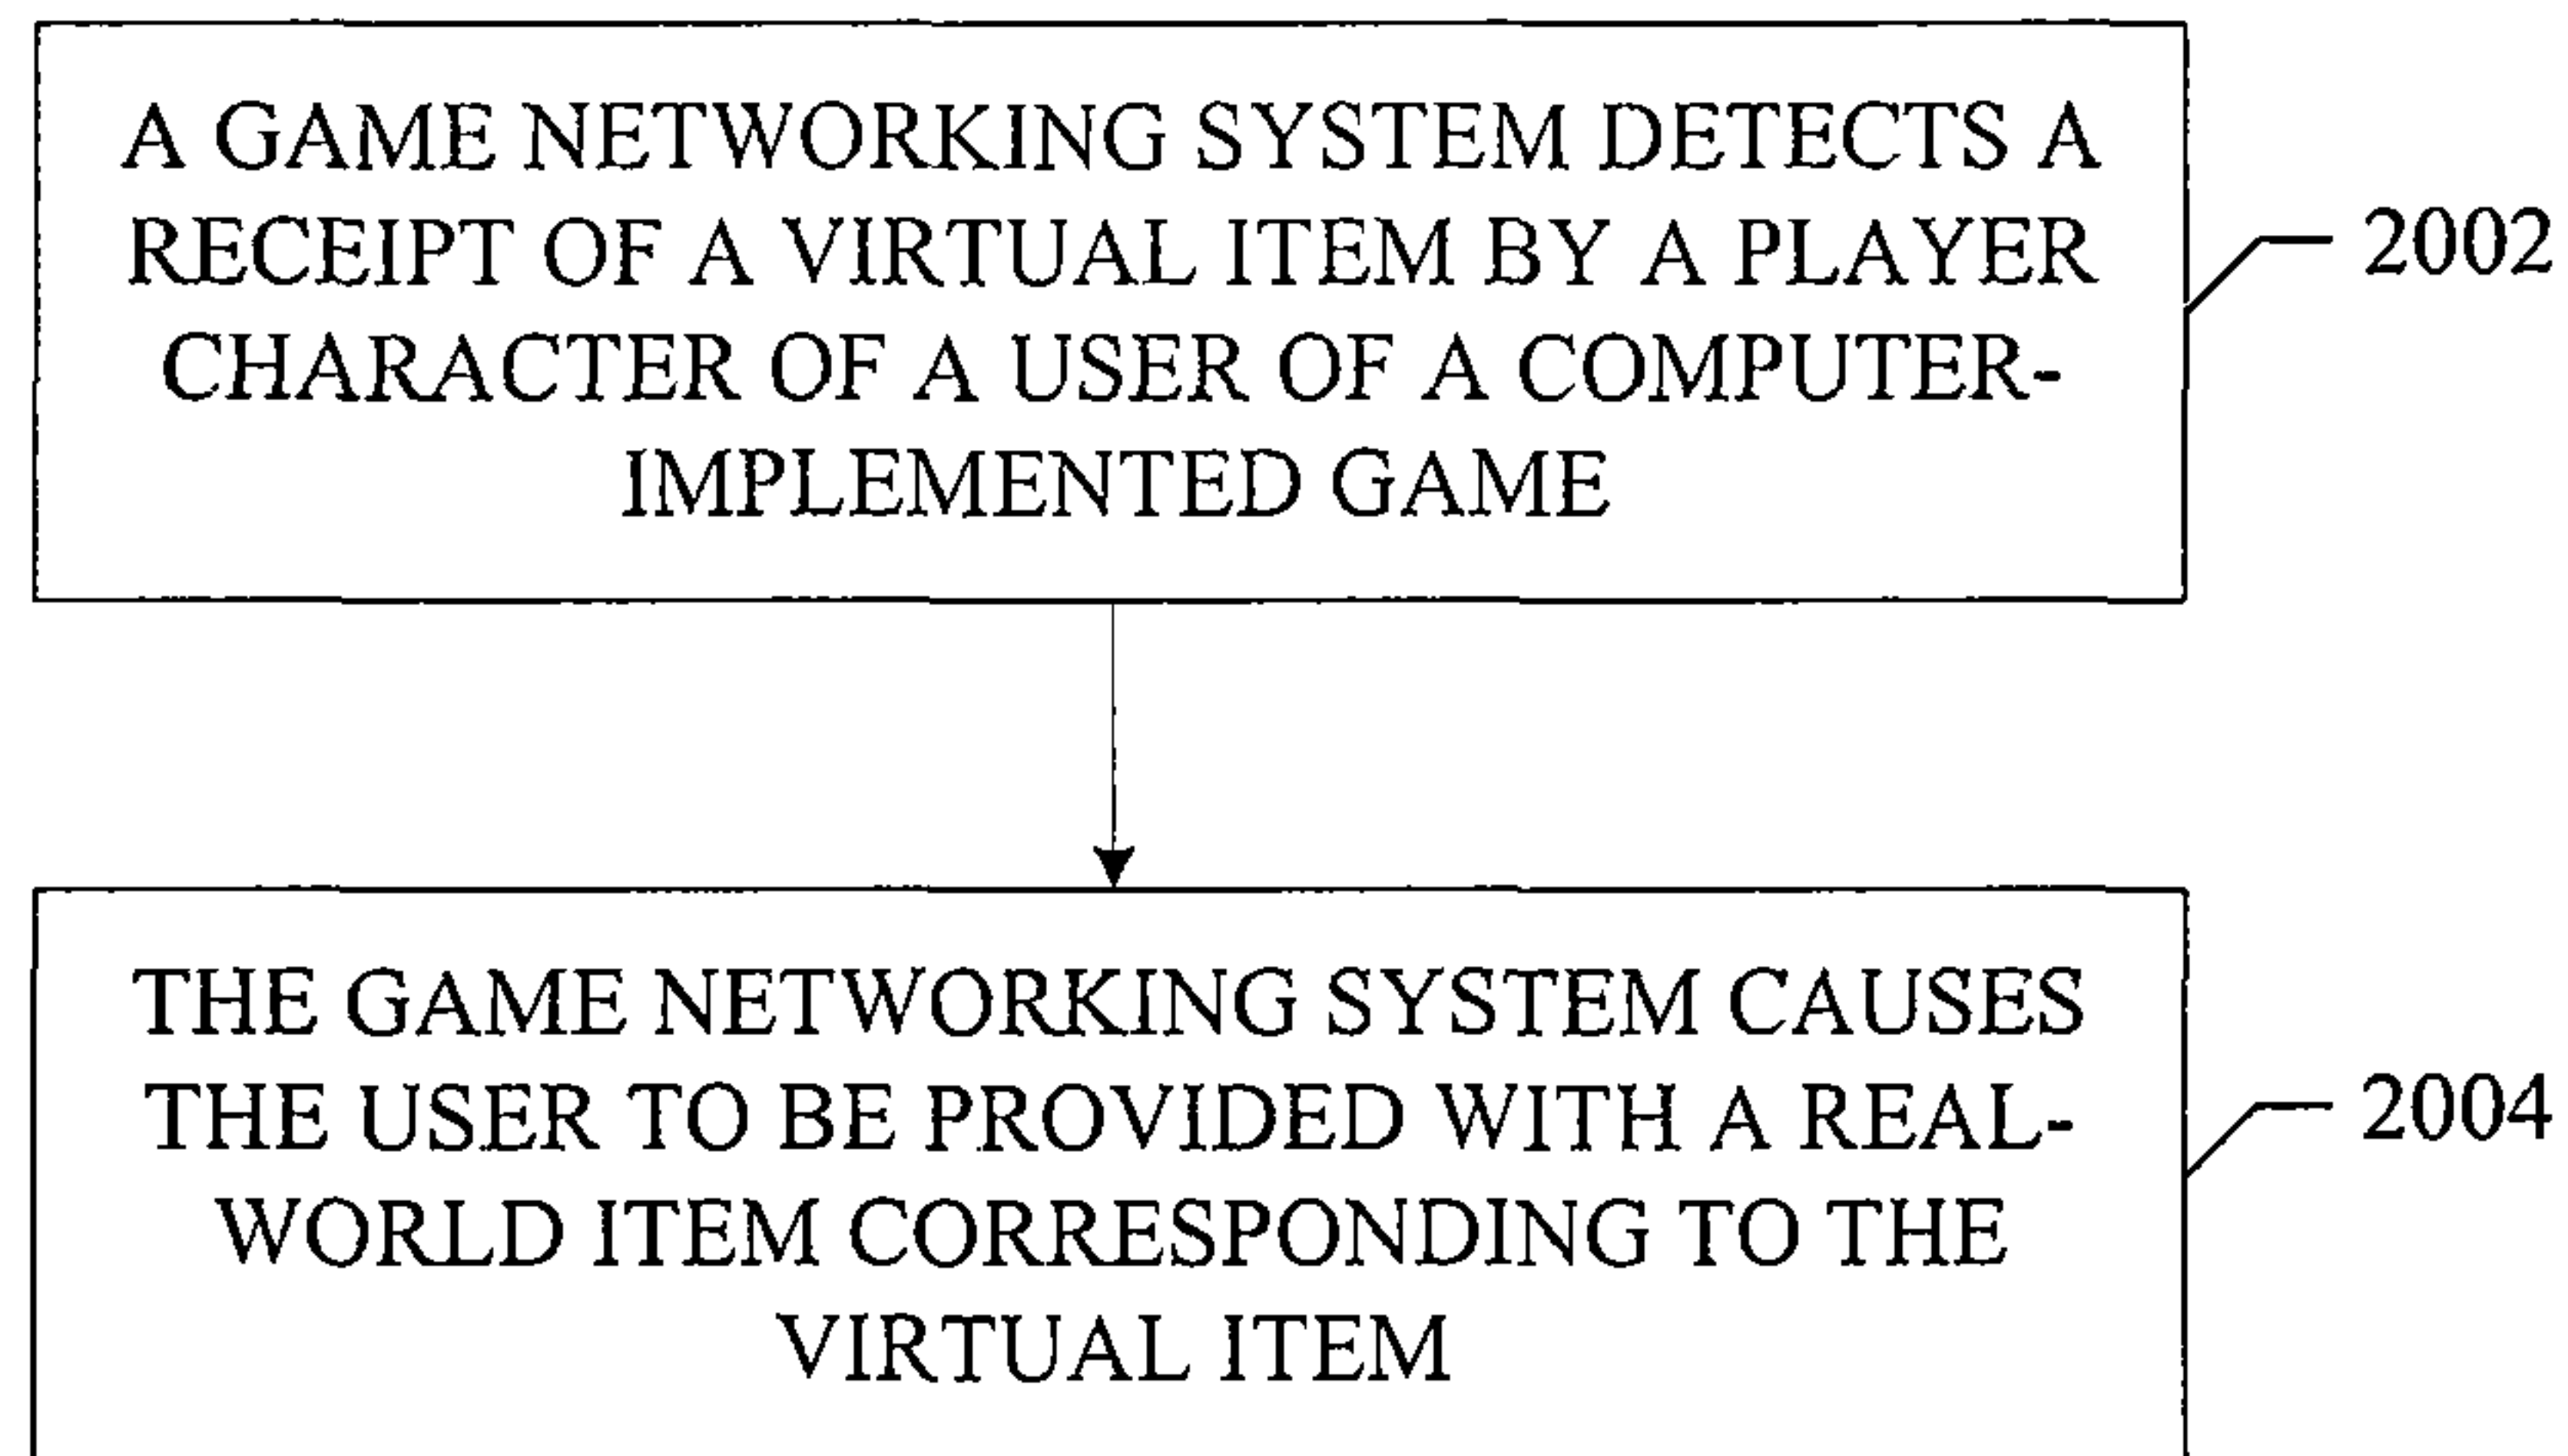 A GAME NETWORKING SYSTEM DETECTS A
RECEIPT OF A VIRTUAL ITEM BY A PLAYER
CHARACTER OF A USER OF A COMPUTER-
IMPLEMENTED GAME
2002
THE GAME NETWORKING SYSTEM CAUSES
THE USER TO BE PROVIDED WITH A REAL-
WORLD ITEM CORRESPONDING TO THE
VIRTUAL ITEM
2004